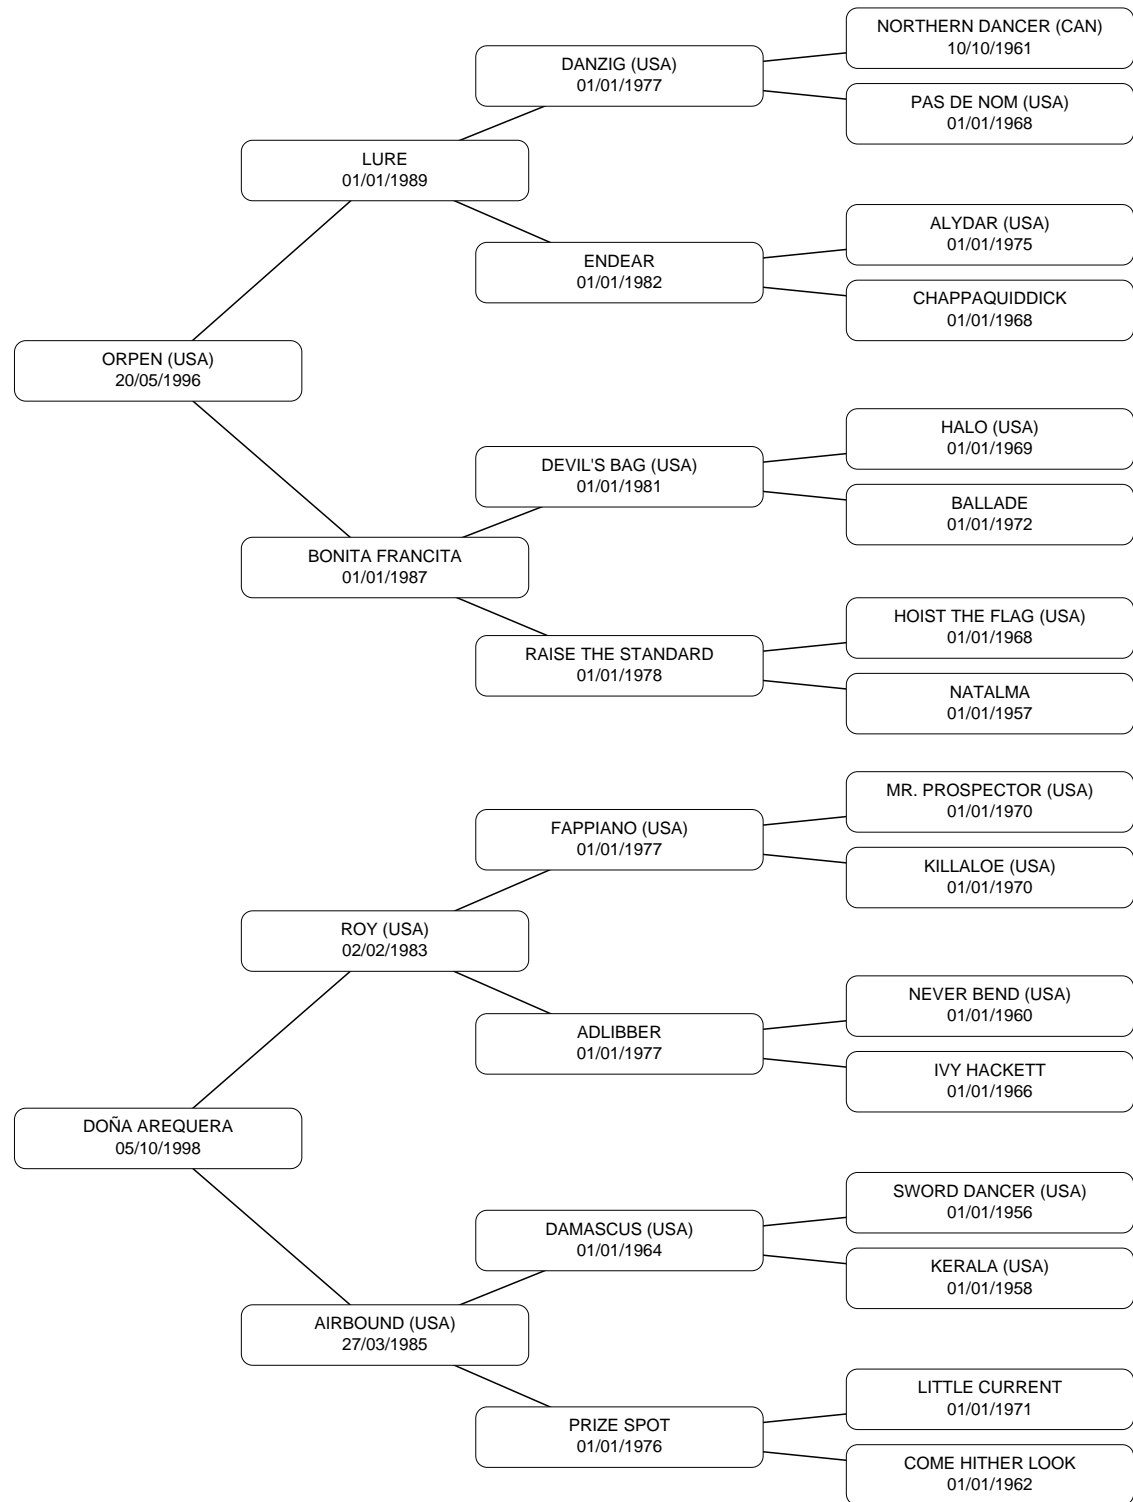 NORTHERN DANCER (CAN)
10/10/1961
DANZIG (USA)
01/01/1977
PAS DE NOM (USA)
01/01/1968
LURE
01/01/1989
ALYDAR (USA)
01/01/1975
ENDEAR
01/01/1982
CHAPPAQUIDDICK
01/01/1968
ORPEN (USA)
20/05/1996
HALO (USA)
01/01/1969
DEVIL'S BAG (USA)
01/01/1981
BALLADE
01/01/1972
BONITA FRANCITA
01/01/1987
HOIST THE FLAG (USA)
01/01/1968
RAISE THE STANDARD
01/01/1978
NATALMA
01/01/1957
MR. PROSPECTOR (USA)
01/01/1970
FAPPIANO (USA)
01/01/1977
KILLALOE (USA)
01/01/1970
ROY (USA)
02/02/1983
NEVER BEND (USA)
01/01/1960
ADLIBBER
01/01/1977
IVY HACKETT
01/01/1966
DOÑA AREQUERA
05/10/1998
SWORD DANCER (USA)
01/01/1956
DAMASCUS (USA)
01/01/1964
KERALA (USA)
01/01/1958
AIRBOUND (USA)
27/03/1985
LITTLE CURRENT
01/01/1971
PRIZE SPOT
01/01/1976
COME HITHER LOOK
01/01/1962